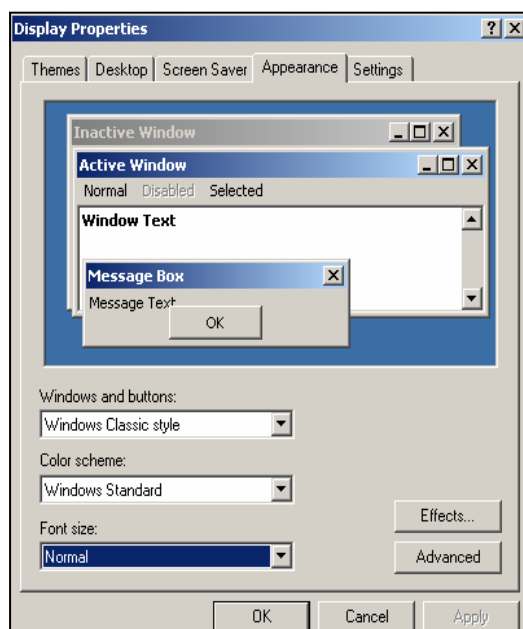 Display Properties
Themes Desktop Screen Saver Appearance Settings
Inactive Window
Active Window
Normal Disabled Selected
Window Text
Message Box
Message Text
OK
Windows and buttons:
Windows Classic style
Color scheme:
Windows Standard
Effects...
Font size:
Normal
Advanced
OK Cancel Apply